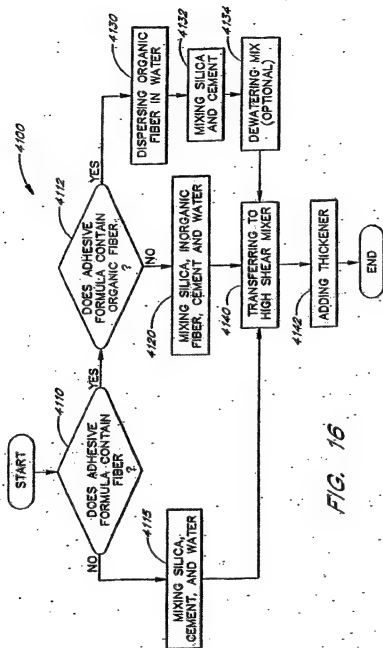 4100
START
4110
DOES ADHESIVE
FORMULA CONTAIN
FIBER
?
YES
NO
4112
DOES ADHESIVE
FORMULA CONTAIN
ORGANIC FIBER
?
YES
NO
4115
MIXING SILICA,
CEMENT, AND WATER
4120
MIXING SILICA, INORGANIC
FIBER, CEMENT AND WATER
4130
DISPERSING ORGANIC
FIBER IN WATER
4132
MIXING SILICA
AND CEMENT
4134
DEWATERING MIX
(OPTIONAL)
4140
TRANSFERRING TO
HIGH SHEAR MIXER
4142
ADDING THICKENER
END
FIG. 16